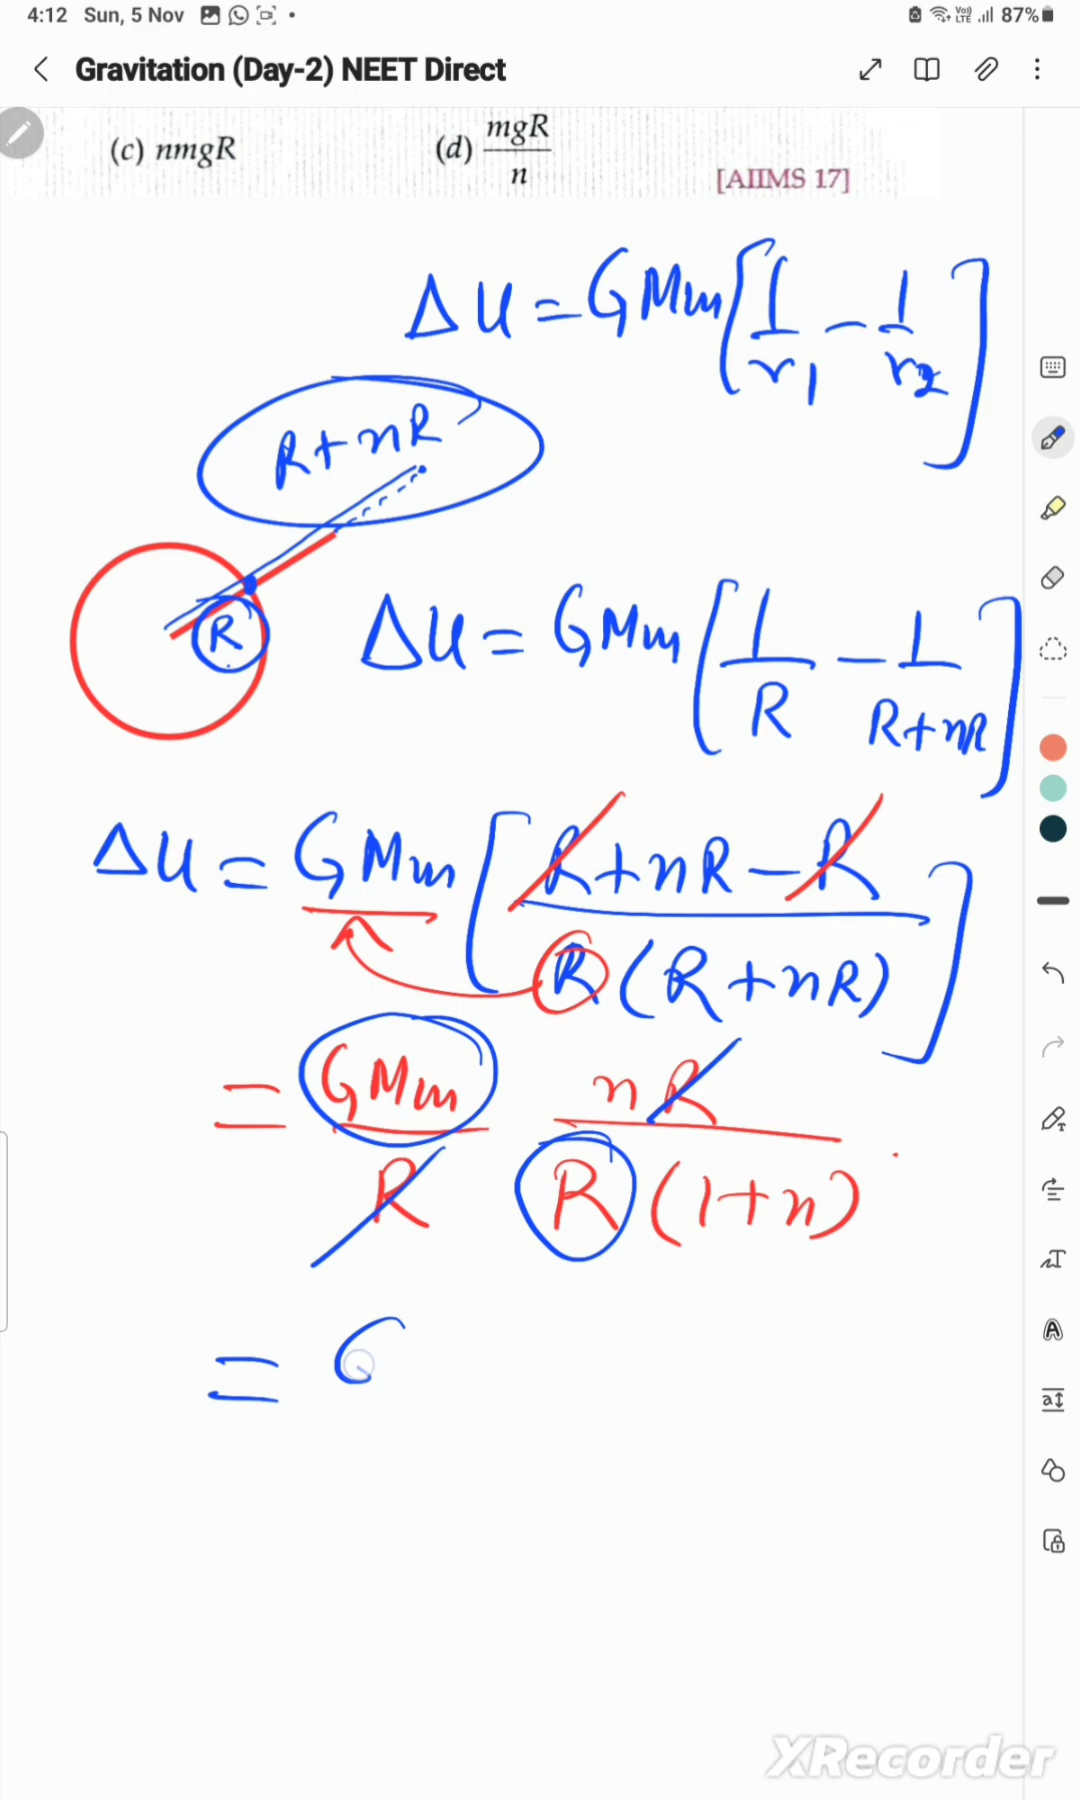 4:12 Sun, 5 Nov 87%
Gravitation (Day-2) NEET Direct
(c) nmgR (d) mgR/n
[AIIMS 17]
ΔU = GMm[1/r1 − 1/r2]
R+nR
R
ΔU = GMm[1/R − 1/R+nR]
ΔU = GMm[R+nR−R/R(R+nR)]
= GMm/R nR/R(1+n)
= G
XRecorder